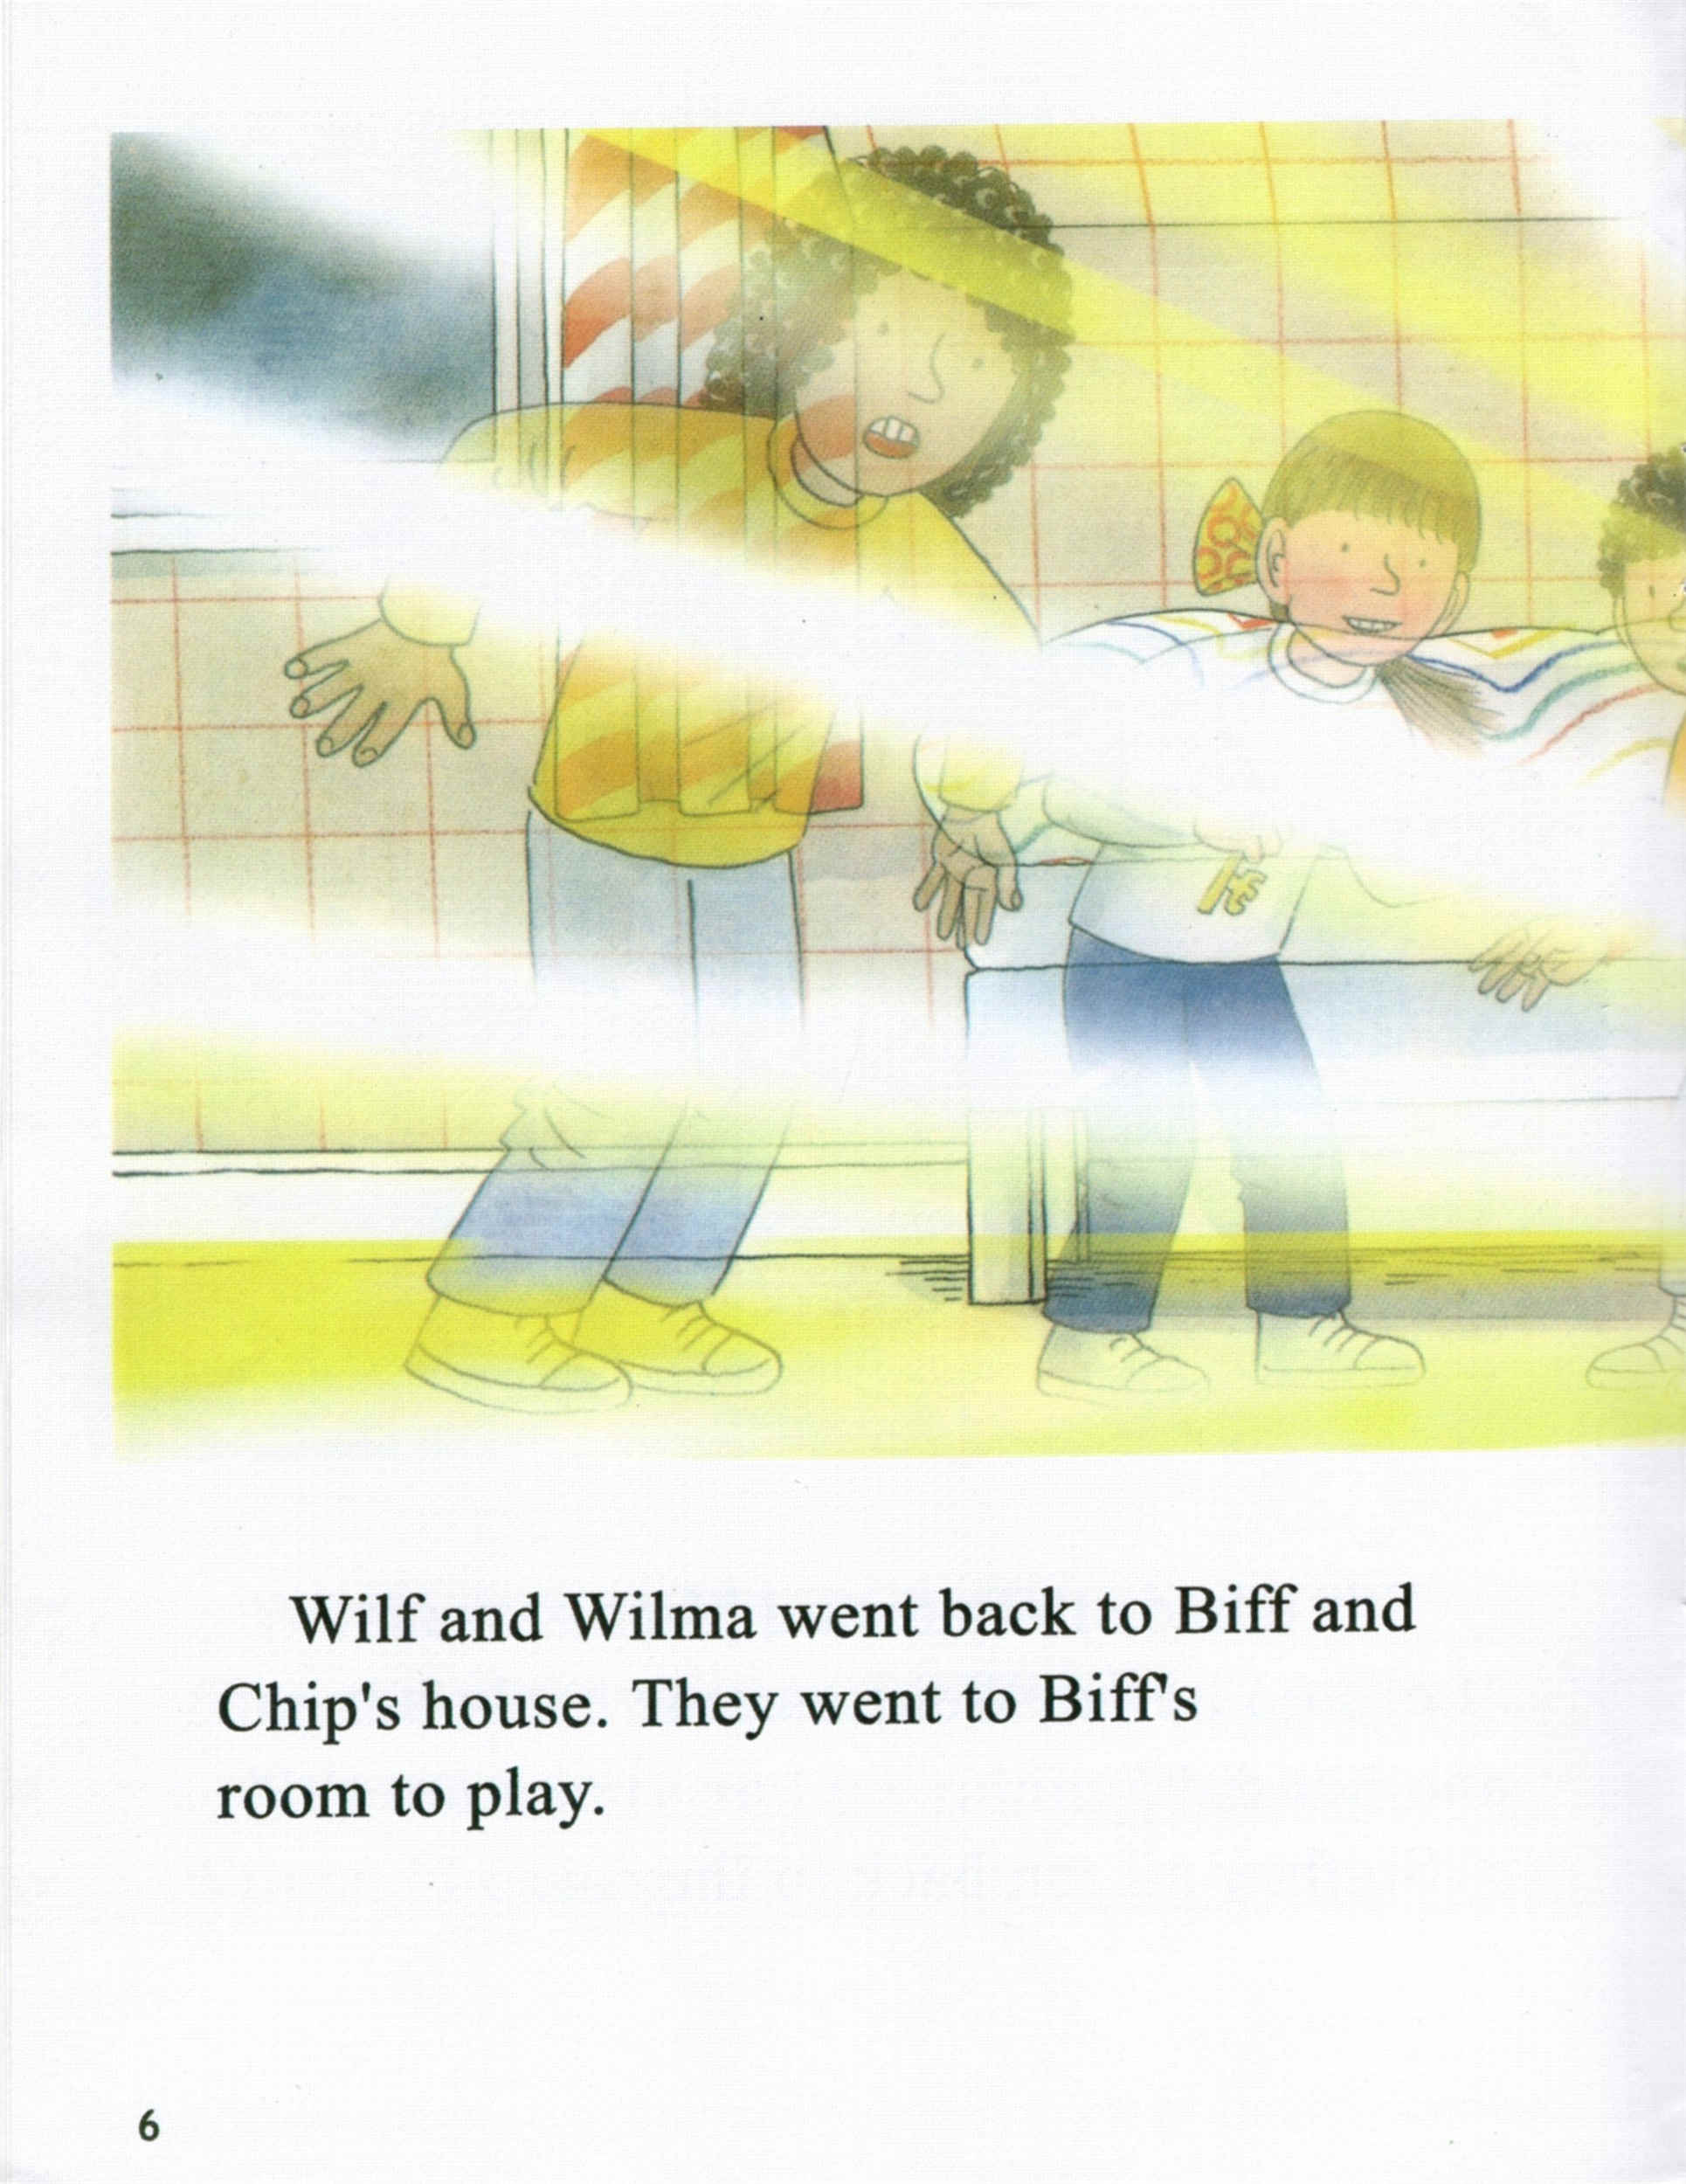 Wilf and Wilma went back to Biff and
Chip's house. They went to Biff's
room to play.
6